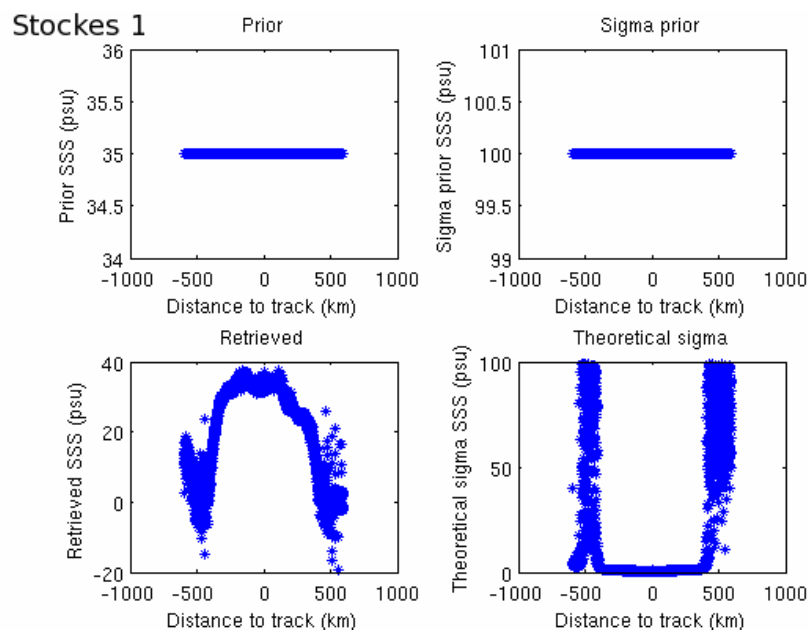 Stockes 1
Prior
36
35.5
35
34.5
34
Prior SSS (psu)
-1000 -500 0 500 1000
Distance to track (km)
Sigma prior
101
100.5
100
99.5
99
Sigma prior SSS (psu)
-1000 -500 0 500 1000
Distance to track (km)
Retrieved
40
20
0
-20
Retrieved SSS (psu)
-1000 -500 0 500 1000
Distance to track (km)
Theoretical sigma
100
50
0
Theoretical sigma SSS (psu)
-1000 -500 0 500 1000
Distance to track (km)